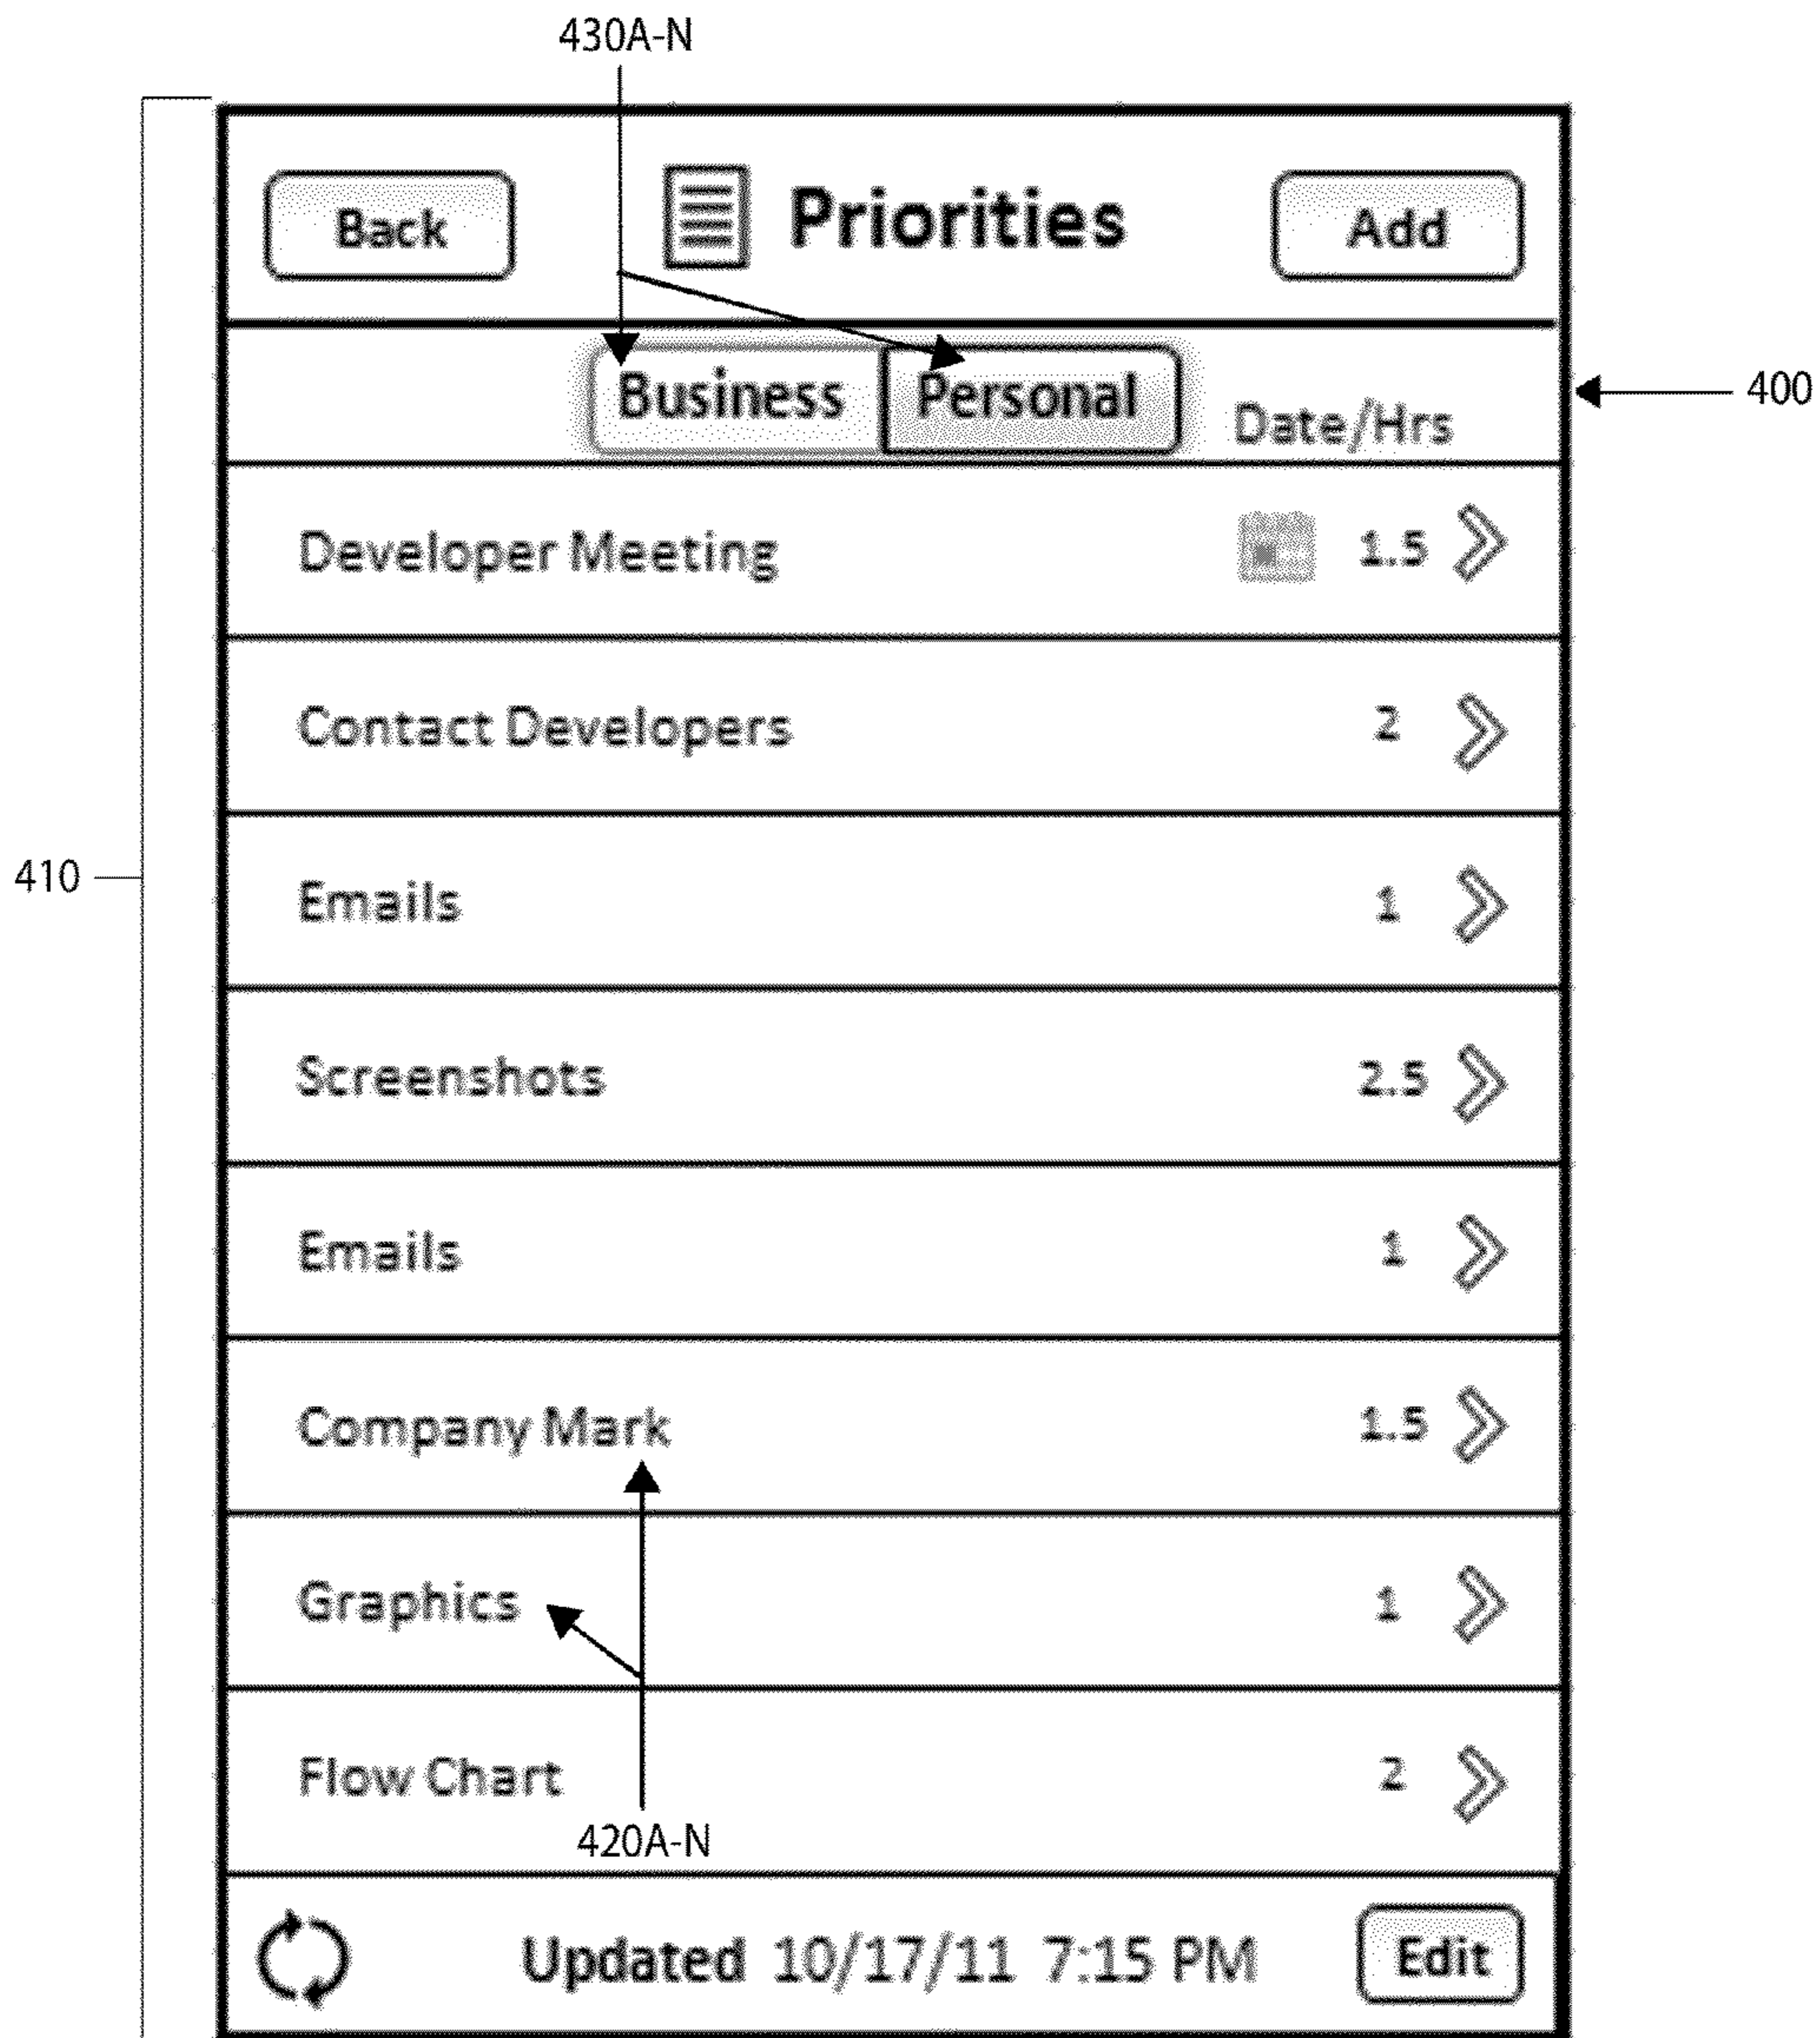 430A-N
Back Priorities Add
Business Personal Date/Hrs
400
Developer Meeting 1.5
Contact Developers 2
410
Emails 1
Screenshots 2.5
Emails 1
Company Mark 1.5
Graphics 1
Flow Chart 2
420A-N
Updated 10/17/11 7:15 PM Edit